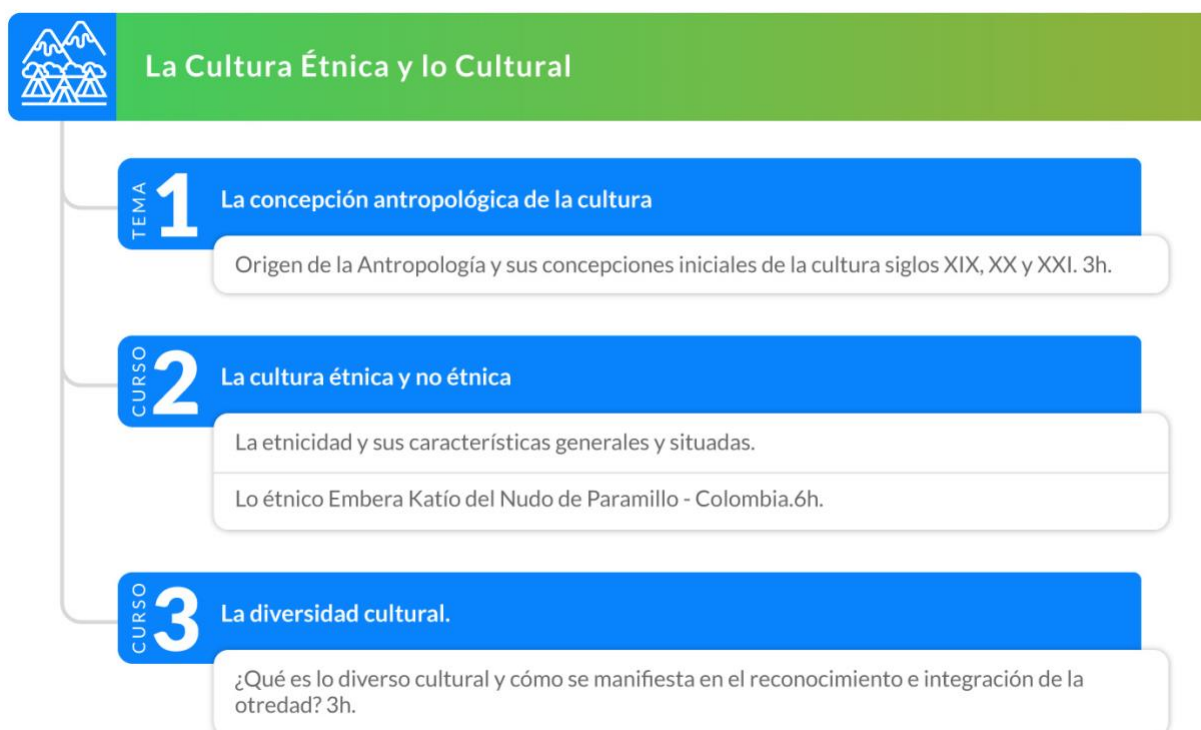 La Cultura Étnica y lo Cultural
TEMA
1
La concepción antropológica de la cultura
Origen de la Antropología y sus concepciones iniciales de la cultura siglos XIX, XX y XXI. 3h.
CURSO
2
La cultura étnica y no étnica
La etnicidad y sus características generales y situadas.
Lo étnico Embera Katío del Nudo de Paramillo - Colombia.6h.
CURSO
3
La diversidad cultural.
¿Qué es lo diverso cultural y cómo se manifiesta en el reconocimiento e integración de la
otredad? 3h.